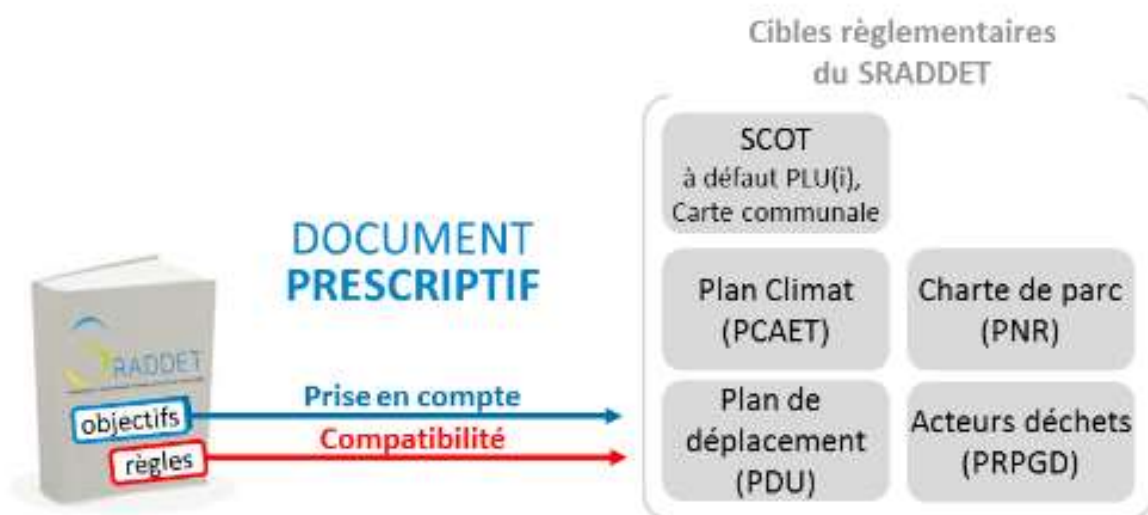 Cibles règlementaires
du SRADDET
SCOT
à défaut PLU(i),
Carte communale
DOCUMENT
PRESCRIPTIF
Plan Climat
(PCAET)
Charte de parc
(PNR)
SRADDET
objectifs
règles
Prise en compte
Compatibilité
Plan de
déplacement
(PDU)
Acteurs déchets
(PRPGD)